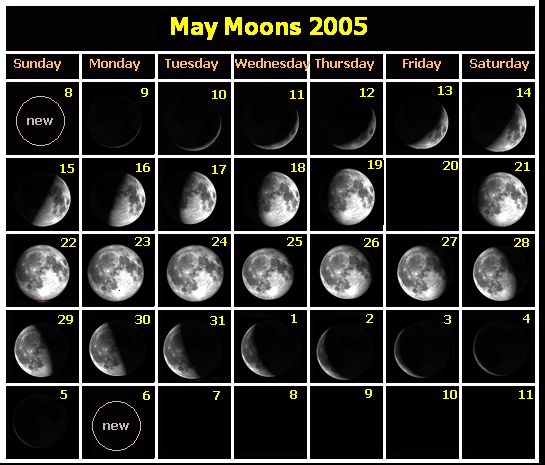 May Moons 2005
Sunday Monday Tuesday Wednesday Thursday Friday Saturday
8 9 10 11 12 13 14
new
15 16 17 18 19 20 21
22 23 24 25 26 27 28
29 30 31 1 2 3 4
5 6 7 8 9 10 11
new